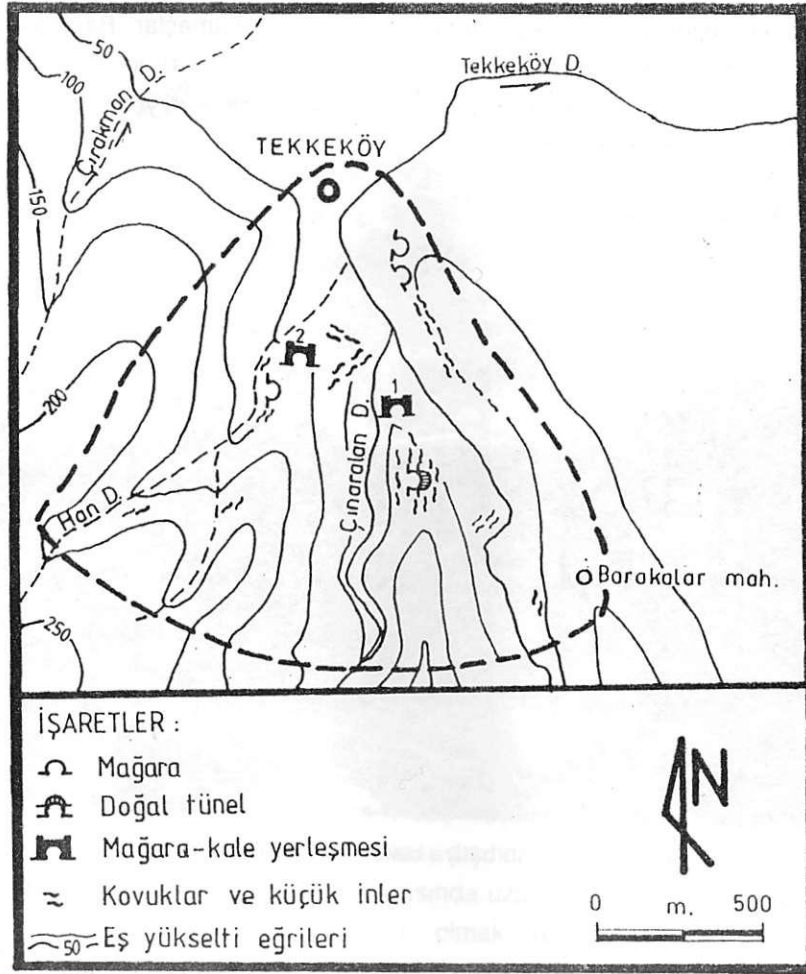 50
100
Çırakman D.
150
Tekkeköy D.
TEKKEKÖY
2
1
200
Çınaralan D.
Han D.
Barakalar mah.
250
İŞARETLER :
Mağara
Doğal tünel
Mağara-kale yerleşmesi
Kovuklar ve küçük inler
50 Eş yükselti eğrileri
N
0 m. 500